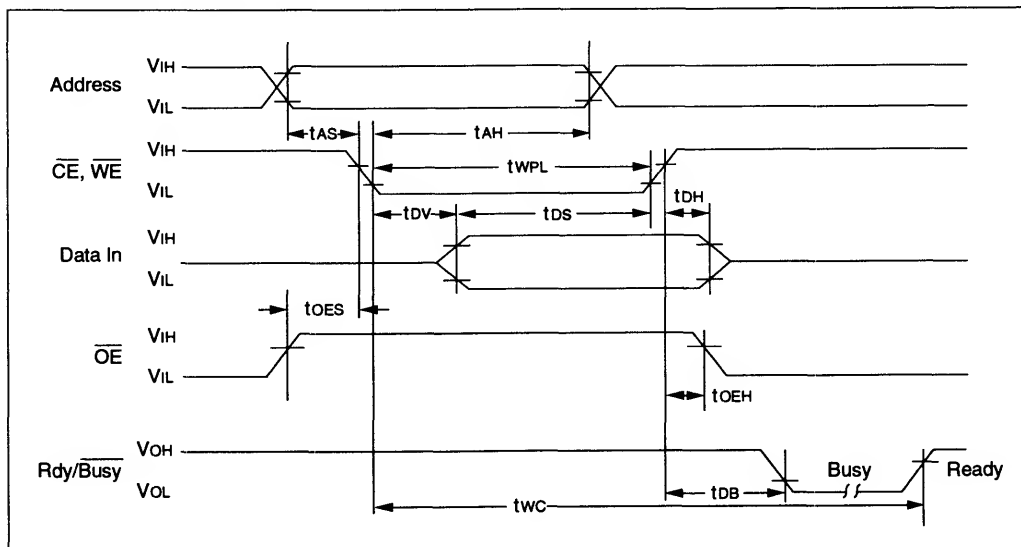 Address
VIH
VIL
tAS
tAH
CE, WE
VIH
VIL
tWPL
tDH
tDV
tDS
Data In
VIH
VIL
tOES
OE
VIH
VIL
tOEH
Rdy/Busy
VOH
VOL
tDB
Busy
Ready
tWC